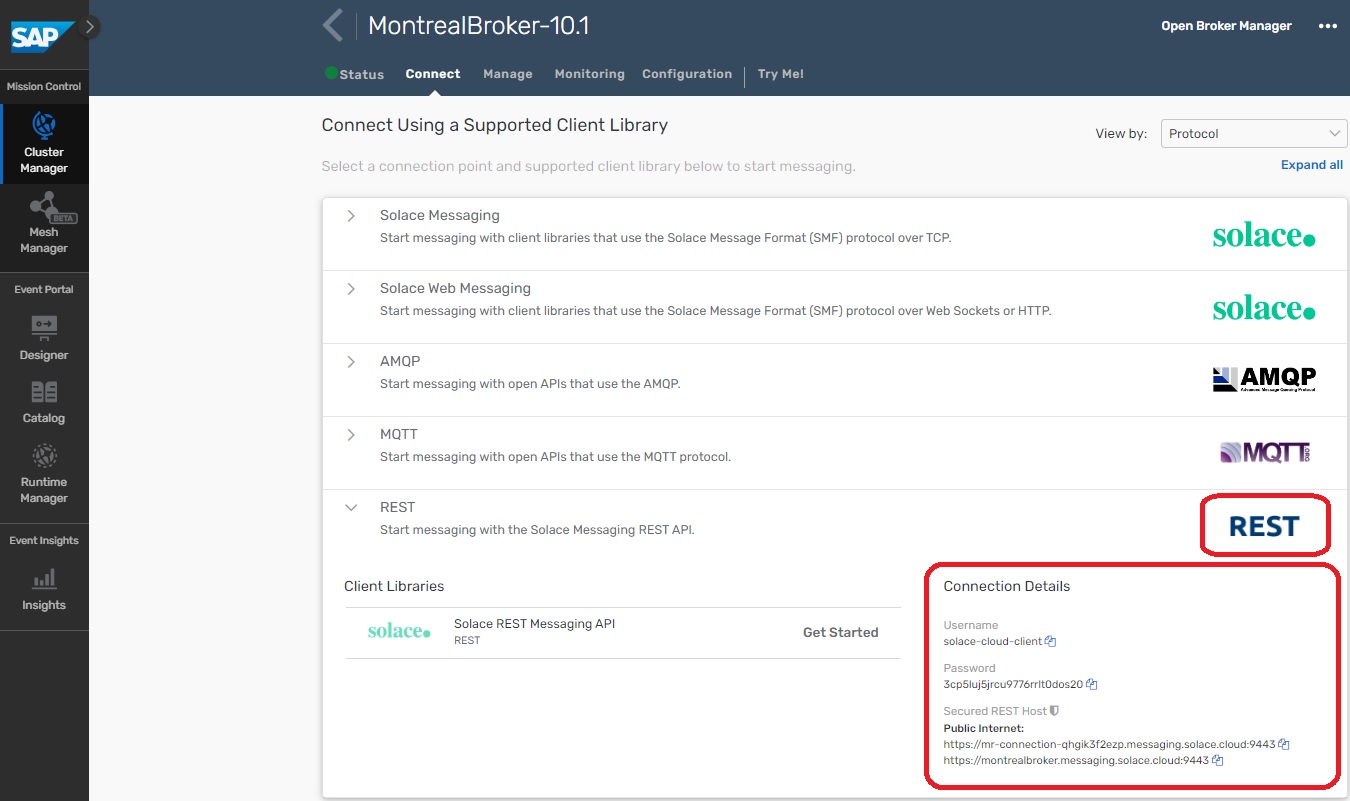 SAP
MontrealBroker-10.1
Open Broker Manager
Status
Connect
Manage
Monitoring
Configuration
Try Me!
Mission Control
Cluster
Manager
BETA
Mesh
Manager
Event Portal
Designer
Catalog
Runtime
Manager
Event Insights
Insights
Connect Using a Supported Client Library
View by:
Protocol
Select a connection point and supported client library below to start messaging.
Expand all
Solace Messaging
Start messaging with client libraries that use the Solace Message Format (SMF) protocol over TCP.
solace.
Solace Web Messaging
Start messaging with client libraries that use the Solace Message Format (SMF) protocol over Web Sockets or HTTP.
solace.
AMQP
Start messaging with open APIs that use the AMQP.
AMQP
Advanced Message Queuing Protocol
MQTT
Start messaging with open APIs that use the MQTT protocol.
MQTT.ORG
REST
Start messaging with the Solace Messaging REST API.
REST
Client Libraries
solace.
Solace REST Messaging API
REST
Get Started
Connection Details
Username
solace-cloud-client
Password
3cp5luj5jrcu9776rrlt0dos20
Secured REST Host
Public Internet:
https://mr-connection-qhgik3f2ezp.messaging.solace.cloud:9443
https://montrealbroker.messaging.solace.cloud:9443